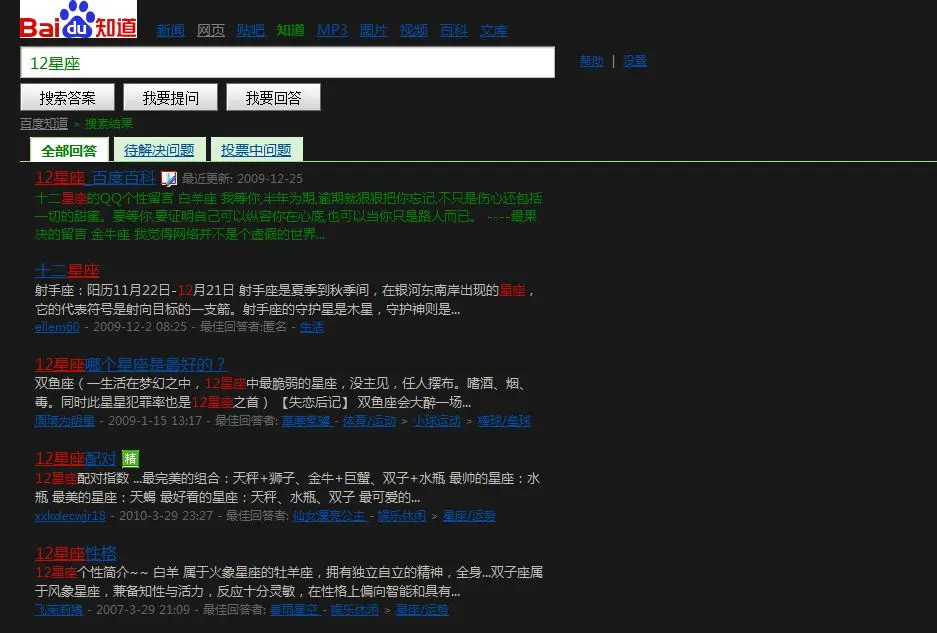 Bai du 知道 新闻 网页 贴吧 知道 MP3 图片 视频 百科 文库
12星座 帮助 | 设置
搜索答案 我要提问 我要回答
百度知道 > 搜索结果
全部回答 待解决问题 投票中问题
12星座_百度百科 最近更新: 2009-12-25
十二星座的QQ个性留言 白羊座 我等你,半年为期,逾期就狠狠把你忘记,不只是伤心还包括
一切的甜蜜。要等你,要证明自己可以纵容你在心底,也可以当你只是路人而已。 ----最果
决的留言 金牛座 我觉得网络并不是个虚假的世界...
十二星座
射手座：阳历11月22日-12月21日 射手座是夏季到秋季间，在银河东南岸出现的星座，
它的代表符号是射向目标的一支箭。射手座的守护星是木星，守护神则是...
ellem60 - 2009-12-2 08:25 - 最佳回答者:匿名 - 生活
12星座哪个星座是最好的？
双鱼座（一生活在梦幻之中，12星座中最脆弱的星座，没主见，任人摆布。嗜酒、烟、
毒。同时此星星犯罪率也是12星座之首）【失恋后记】 双鱼座会大醉一场...
- 2009-1-15 13:17 - 最佳回答者: - 体育/运动 > 小球运动 > 棒球/垒球
12星座配对 精
12星座配对指数 ...最完美的组合：天秤+狮子、金牛+巨蟹、双子+水瓶 最帅的星座：水
瓶 最美的星座：天蝎 最好看的星座：天秤、水瓶、双子 最可爱的...
xxkdecwjr18 - 2010-3-29 23:27 - 最佳回答者: 仙女漂亮公主 - 娱乐休闲 > 星座/运势
12星座性格
12星座个性简介~~ 白羊 属于火象星座的牡羊座，拥有独立自立的精神，全身...双子座属
于风象星座，兼备知性与活力，反应十分灵敏，在性格上偏向智能和具有...
飞茉莉猪 - 2007-3-29 21:09 - 最佳回答者: 春雨星空 - 娱乐休闲 > 星座/运势